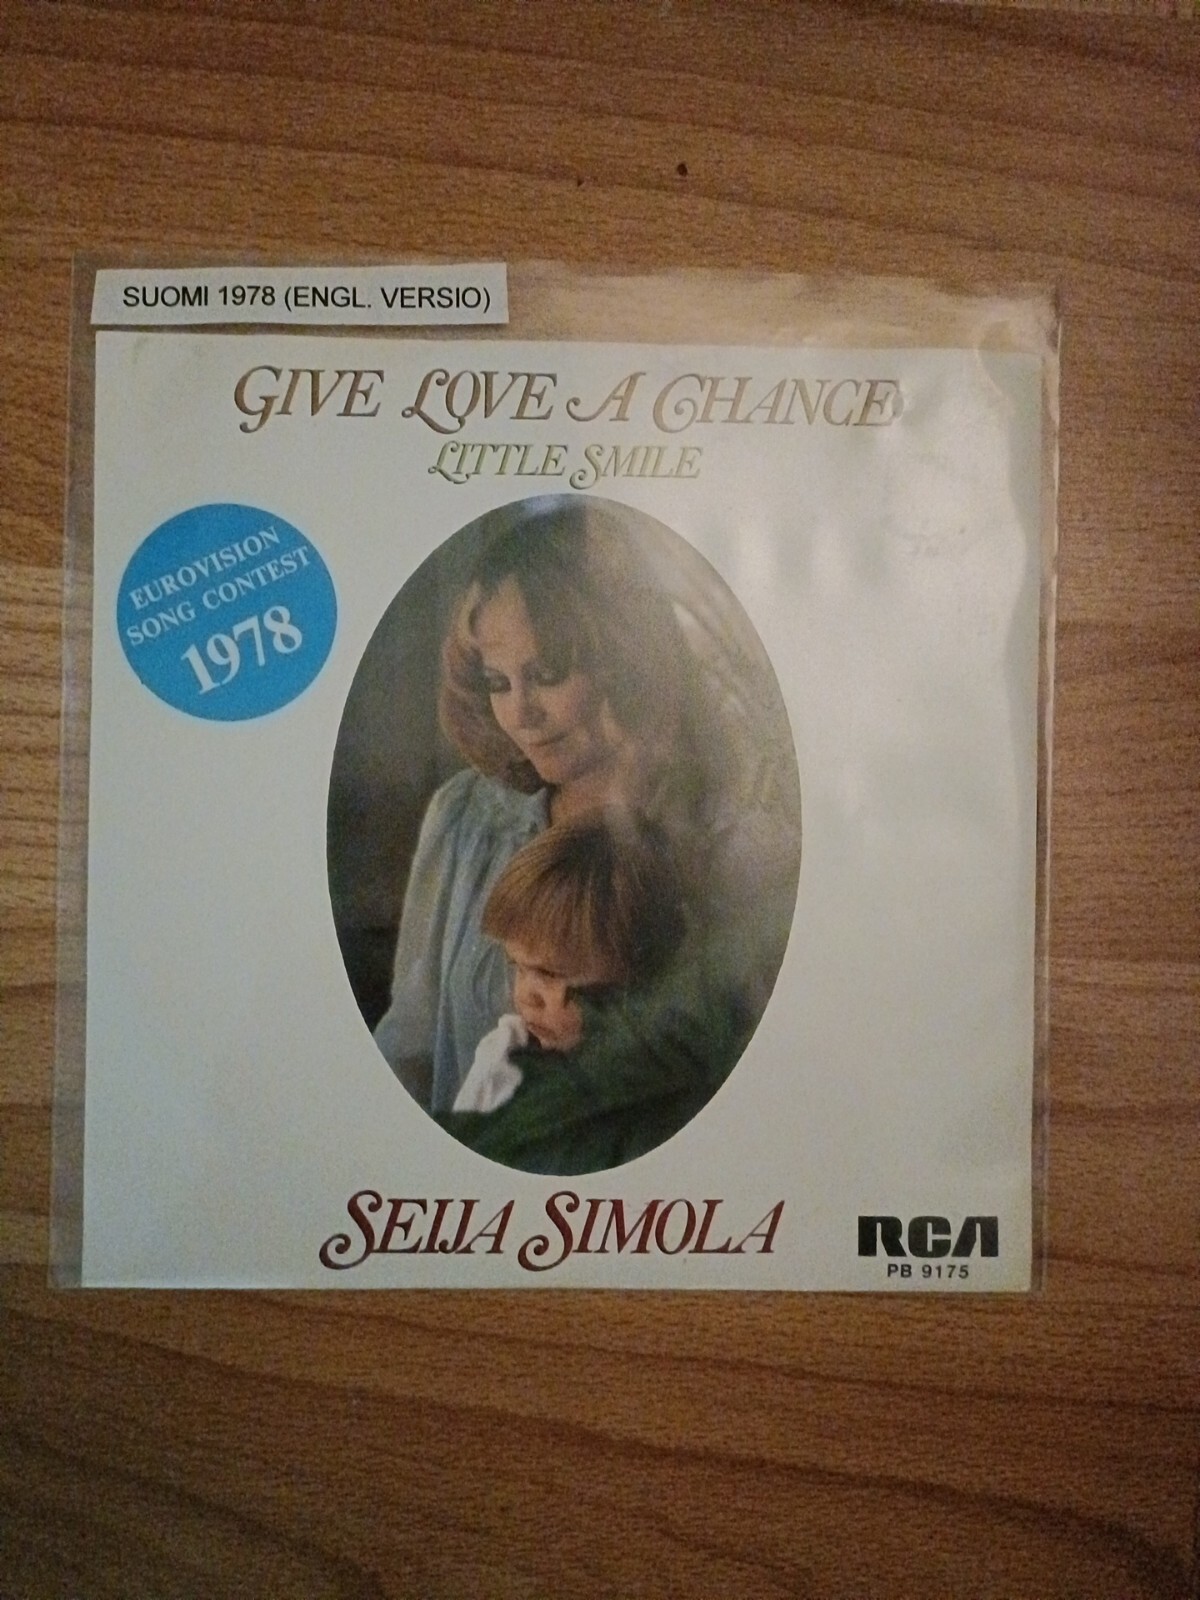 SUOMI 1978 (ENGL. VERSIO)
GIVE LOVE A CHANCE
LITTLE SMILE
EUROVISION
SONG CONTEST
1978
SEIJA SIMOLA
RCA
PB 9175